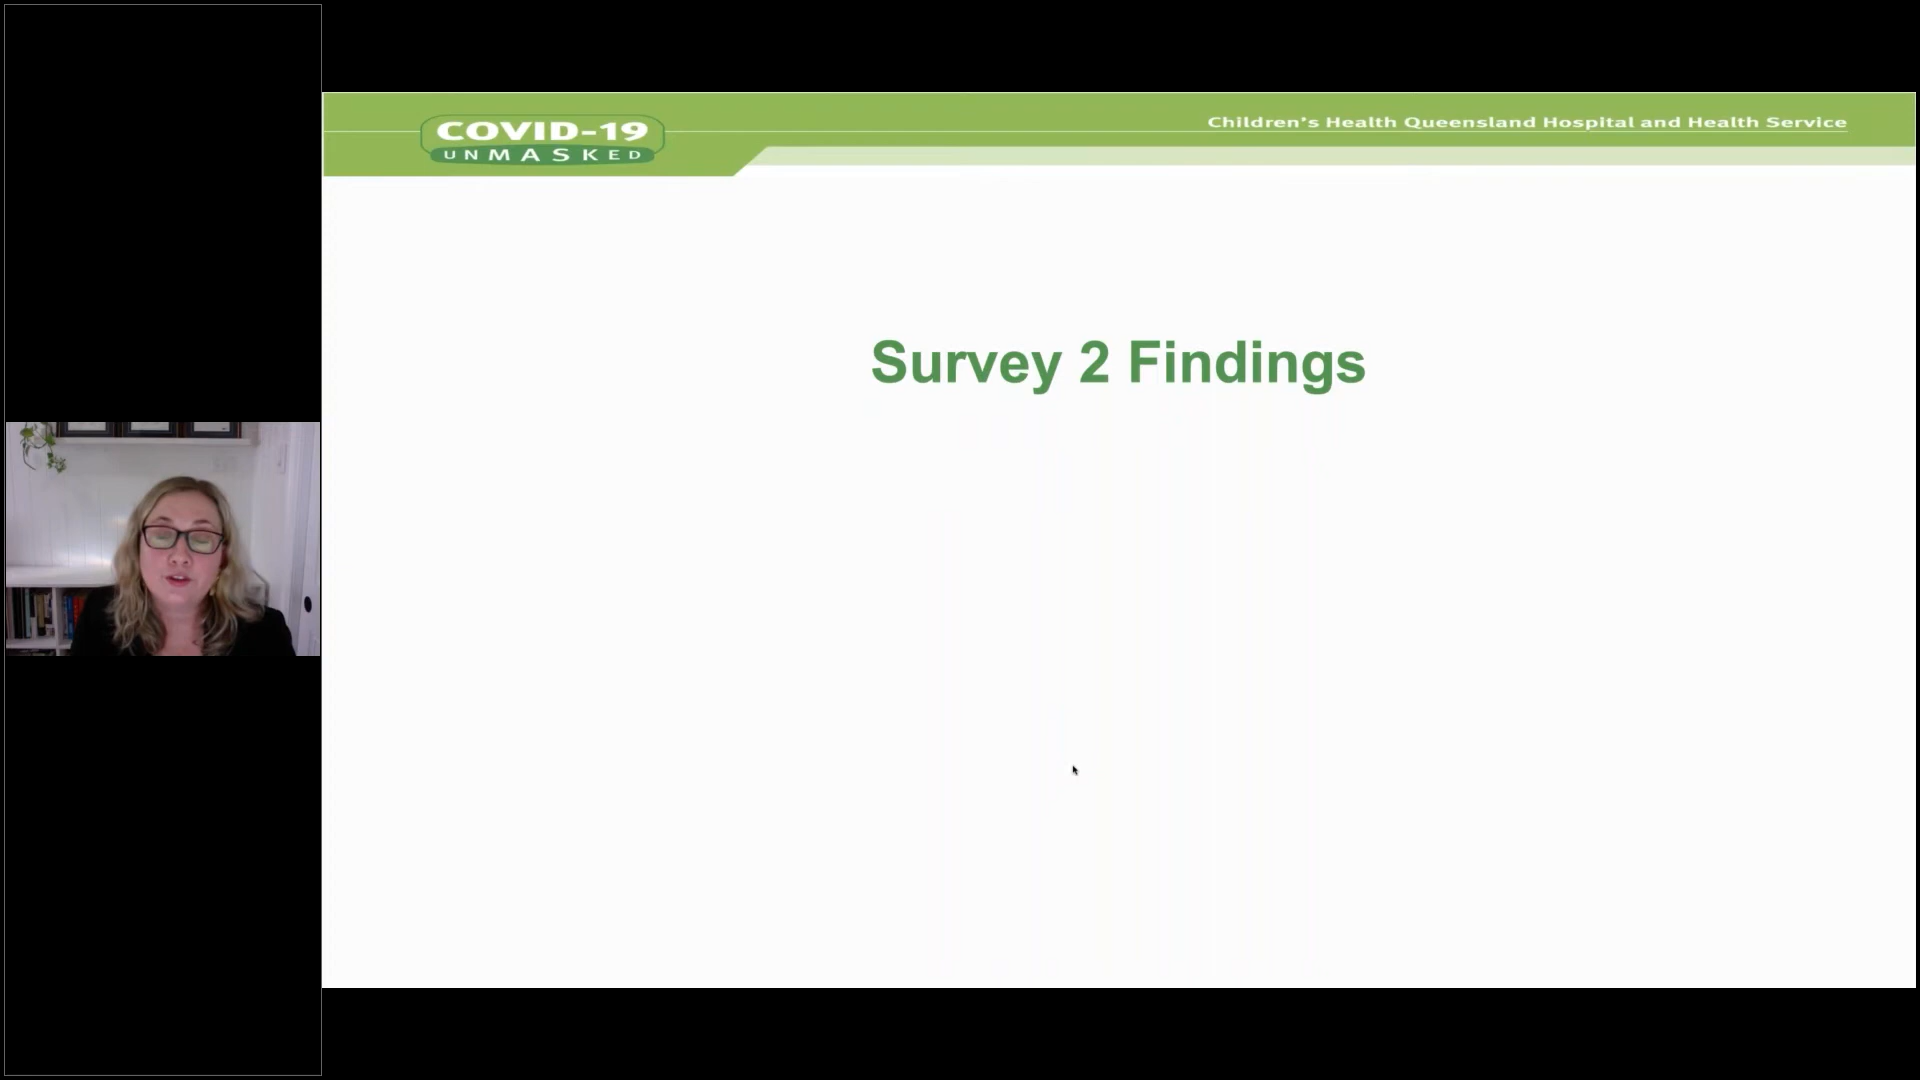 COVID-19
UNMASKED
Children's Health Queensland Hospital and Health Service
Survey 2 Findings